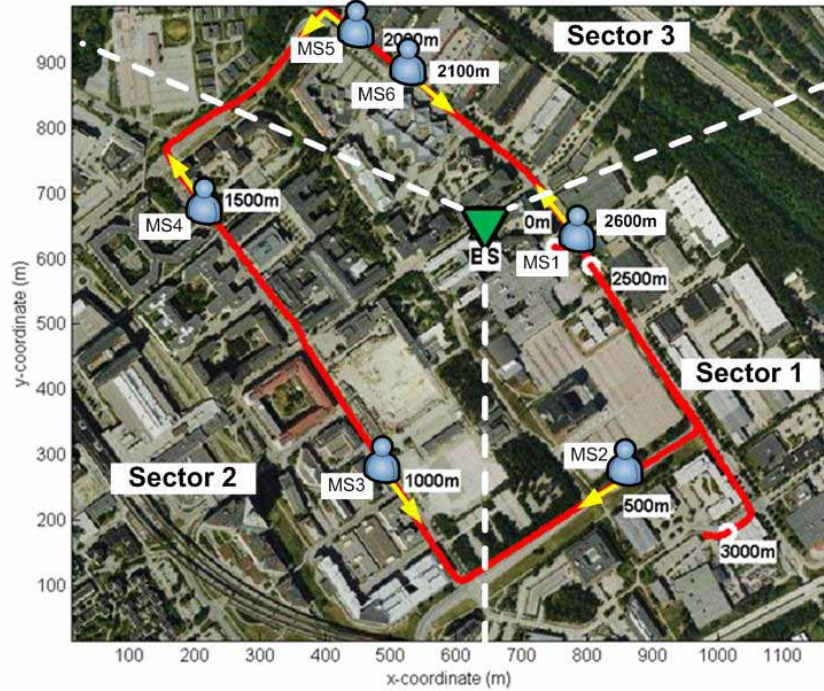 Sector 3
900
MS5
2000m
2100m
MS6
800
700
MS4
1500m
0m
2600m
600
BS
MS1
2500m
y-coordinate (m)
500
400
Sector 1
300
MS2
Sector 2
MS3
1000m
500m
200
3000m
100
100 200 300 400 500 600 700 800 900 1000 1100
x-coordinate (m)